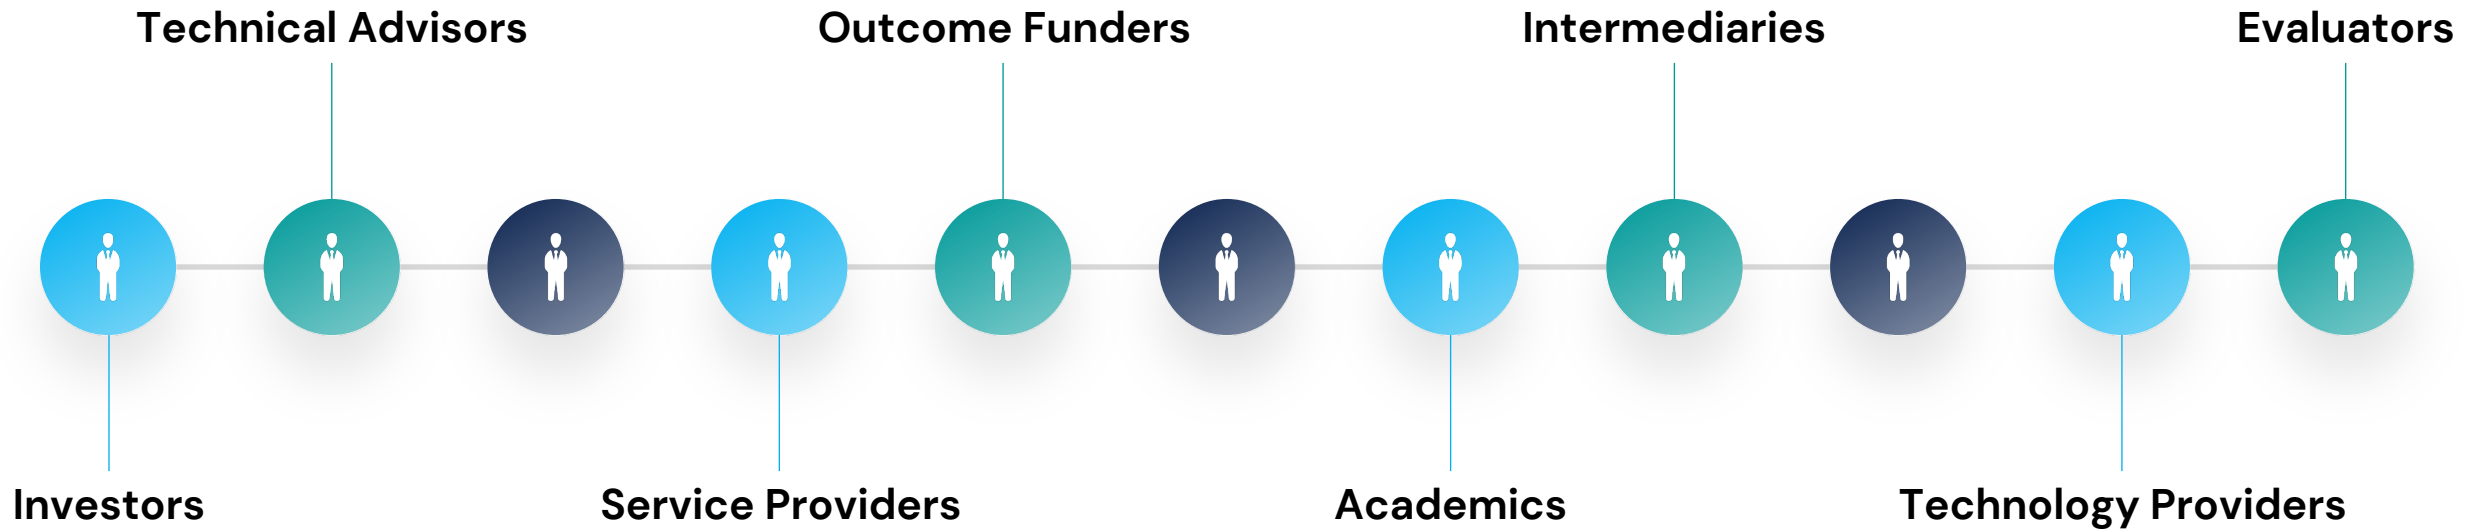 Technical Advisors
Outcome Funders
Intermediaries
Evaluators
Investors
Service Providers
Academics
Technology Providers